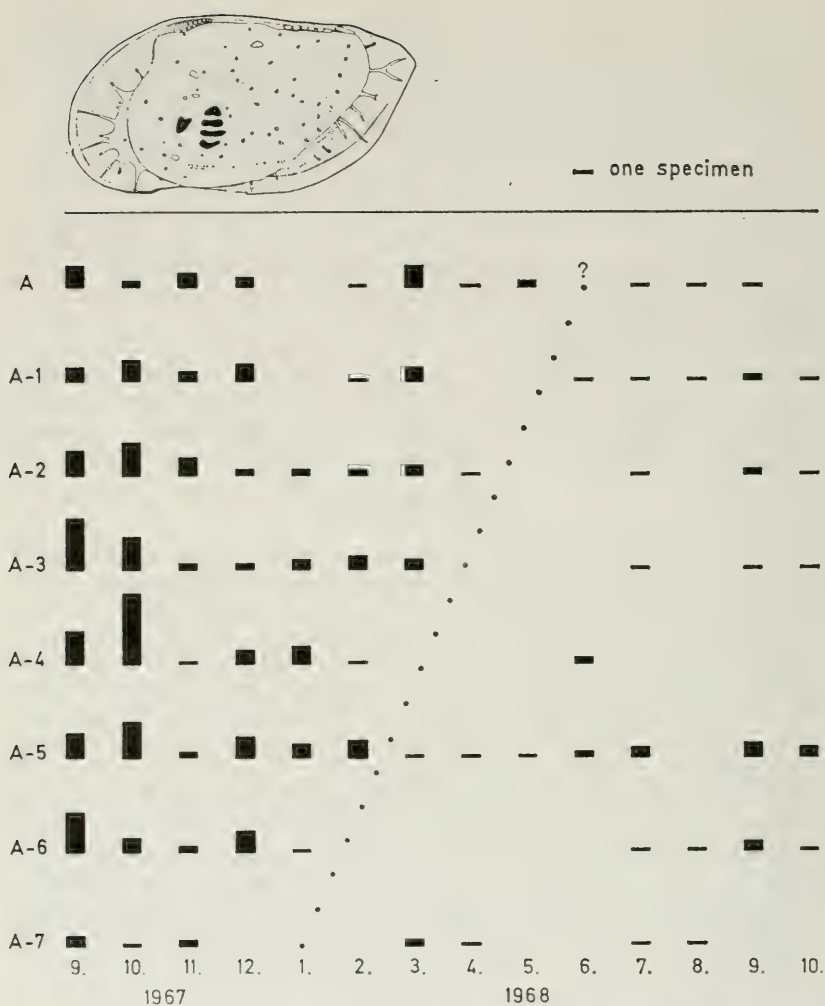 one specimen
?
A
A-1
A-2
A-3
A-4
A-5
A-6
A-7
9. 10. 11. 12. 1. 2. 3. 4. 5. 6. 7. 8. 9. 10.
1967 1968